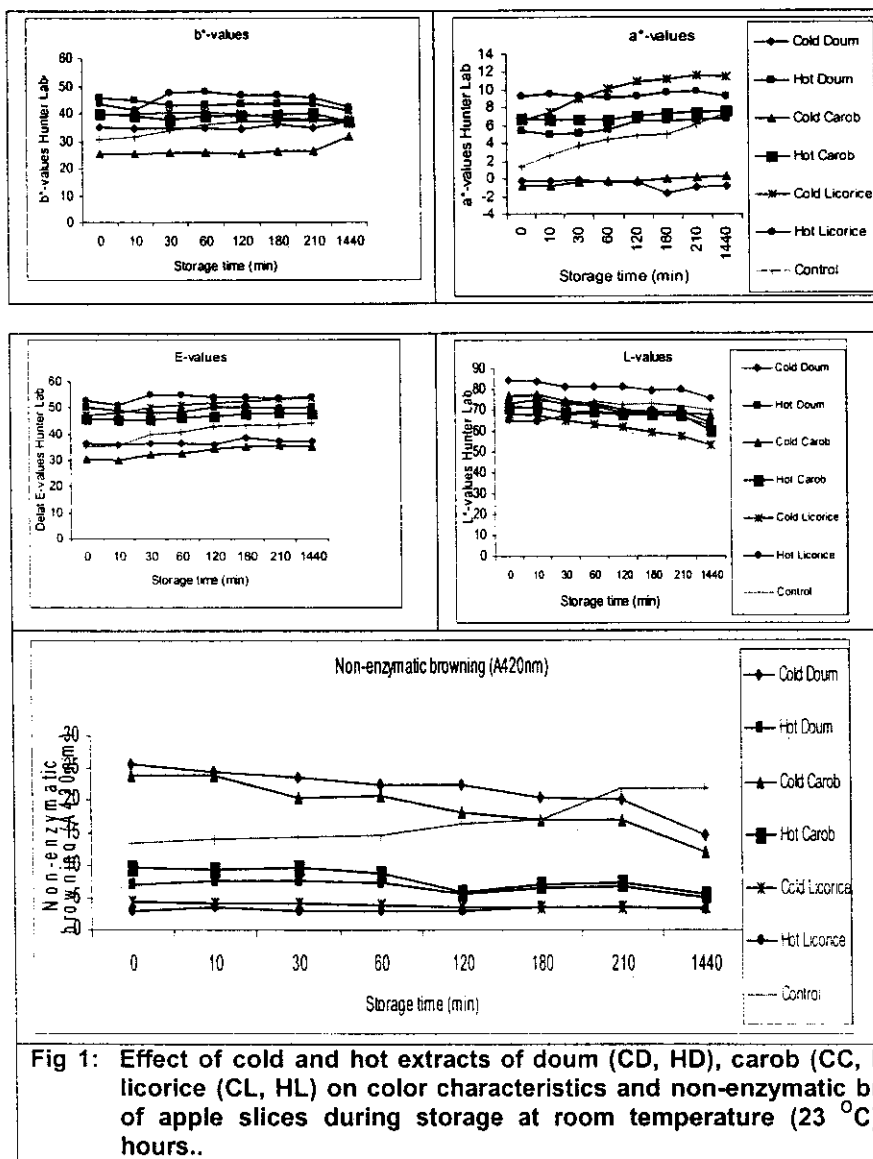 b*-values
b*-values Hunter Lab
60
50
40
30
20
10
0
0 10 30 60 120 180 210 1440
Storage time (min)
a*-values
a*-values Hunter Lab
14
12
10
8
6
4
2
0
-2
-4
0 10 30 60 120 180 210 1440
Storage time (min)
Cold Doum
Hot Doum
Cold Carob
Hot Carob
Cold Licorice
Hot Licorice
Control
E-values
Delat E-values Hunter Lab
60
50
40
30
20
10
0
0 10 30 60 120 180 210 1440
Storage time (min)
L-values
L*-values Hunter Lab
90
80
70
60
50
40
30
20
10
0
0 10 30 60 120 180 210 1440
Storage time (min)
Cold Doum
Hot Doum
Cold Carob
Hot Carob
Cold Licorice
Hot Licorice
Control
Non-enzymatic browning (A420nm)
Non-enzymatic
30
25
20
15
10
5
0
0 10 30 60 120 180 210 1440
Storage time (min)
Cold Doum
Hot Doum
Cold Carob
Hot Carob
Cold Licorice
Hot Licorice
Control
Fig 1: Effect of cold and hot extracts of doum (CD, HD), carob (CC,
licorice (CL, HL) on color characteristics and non-enzymatic b
of apple slices during storage at room temperature (23 °C
hours..